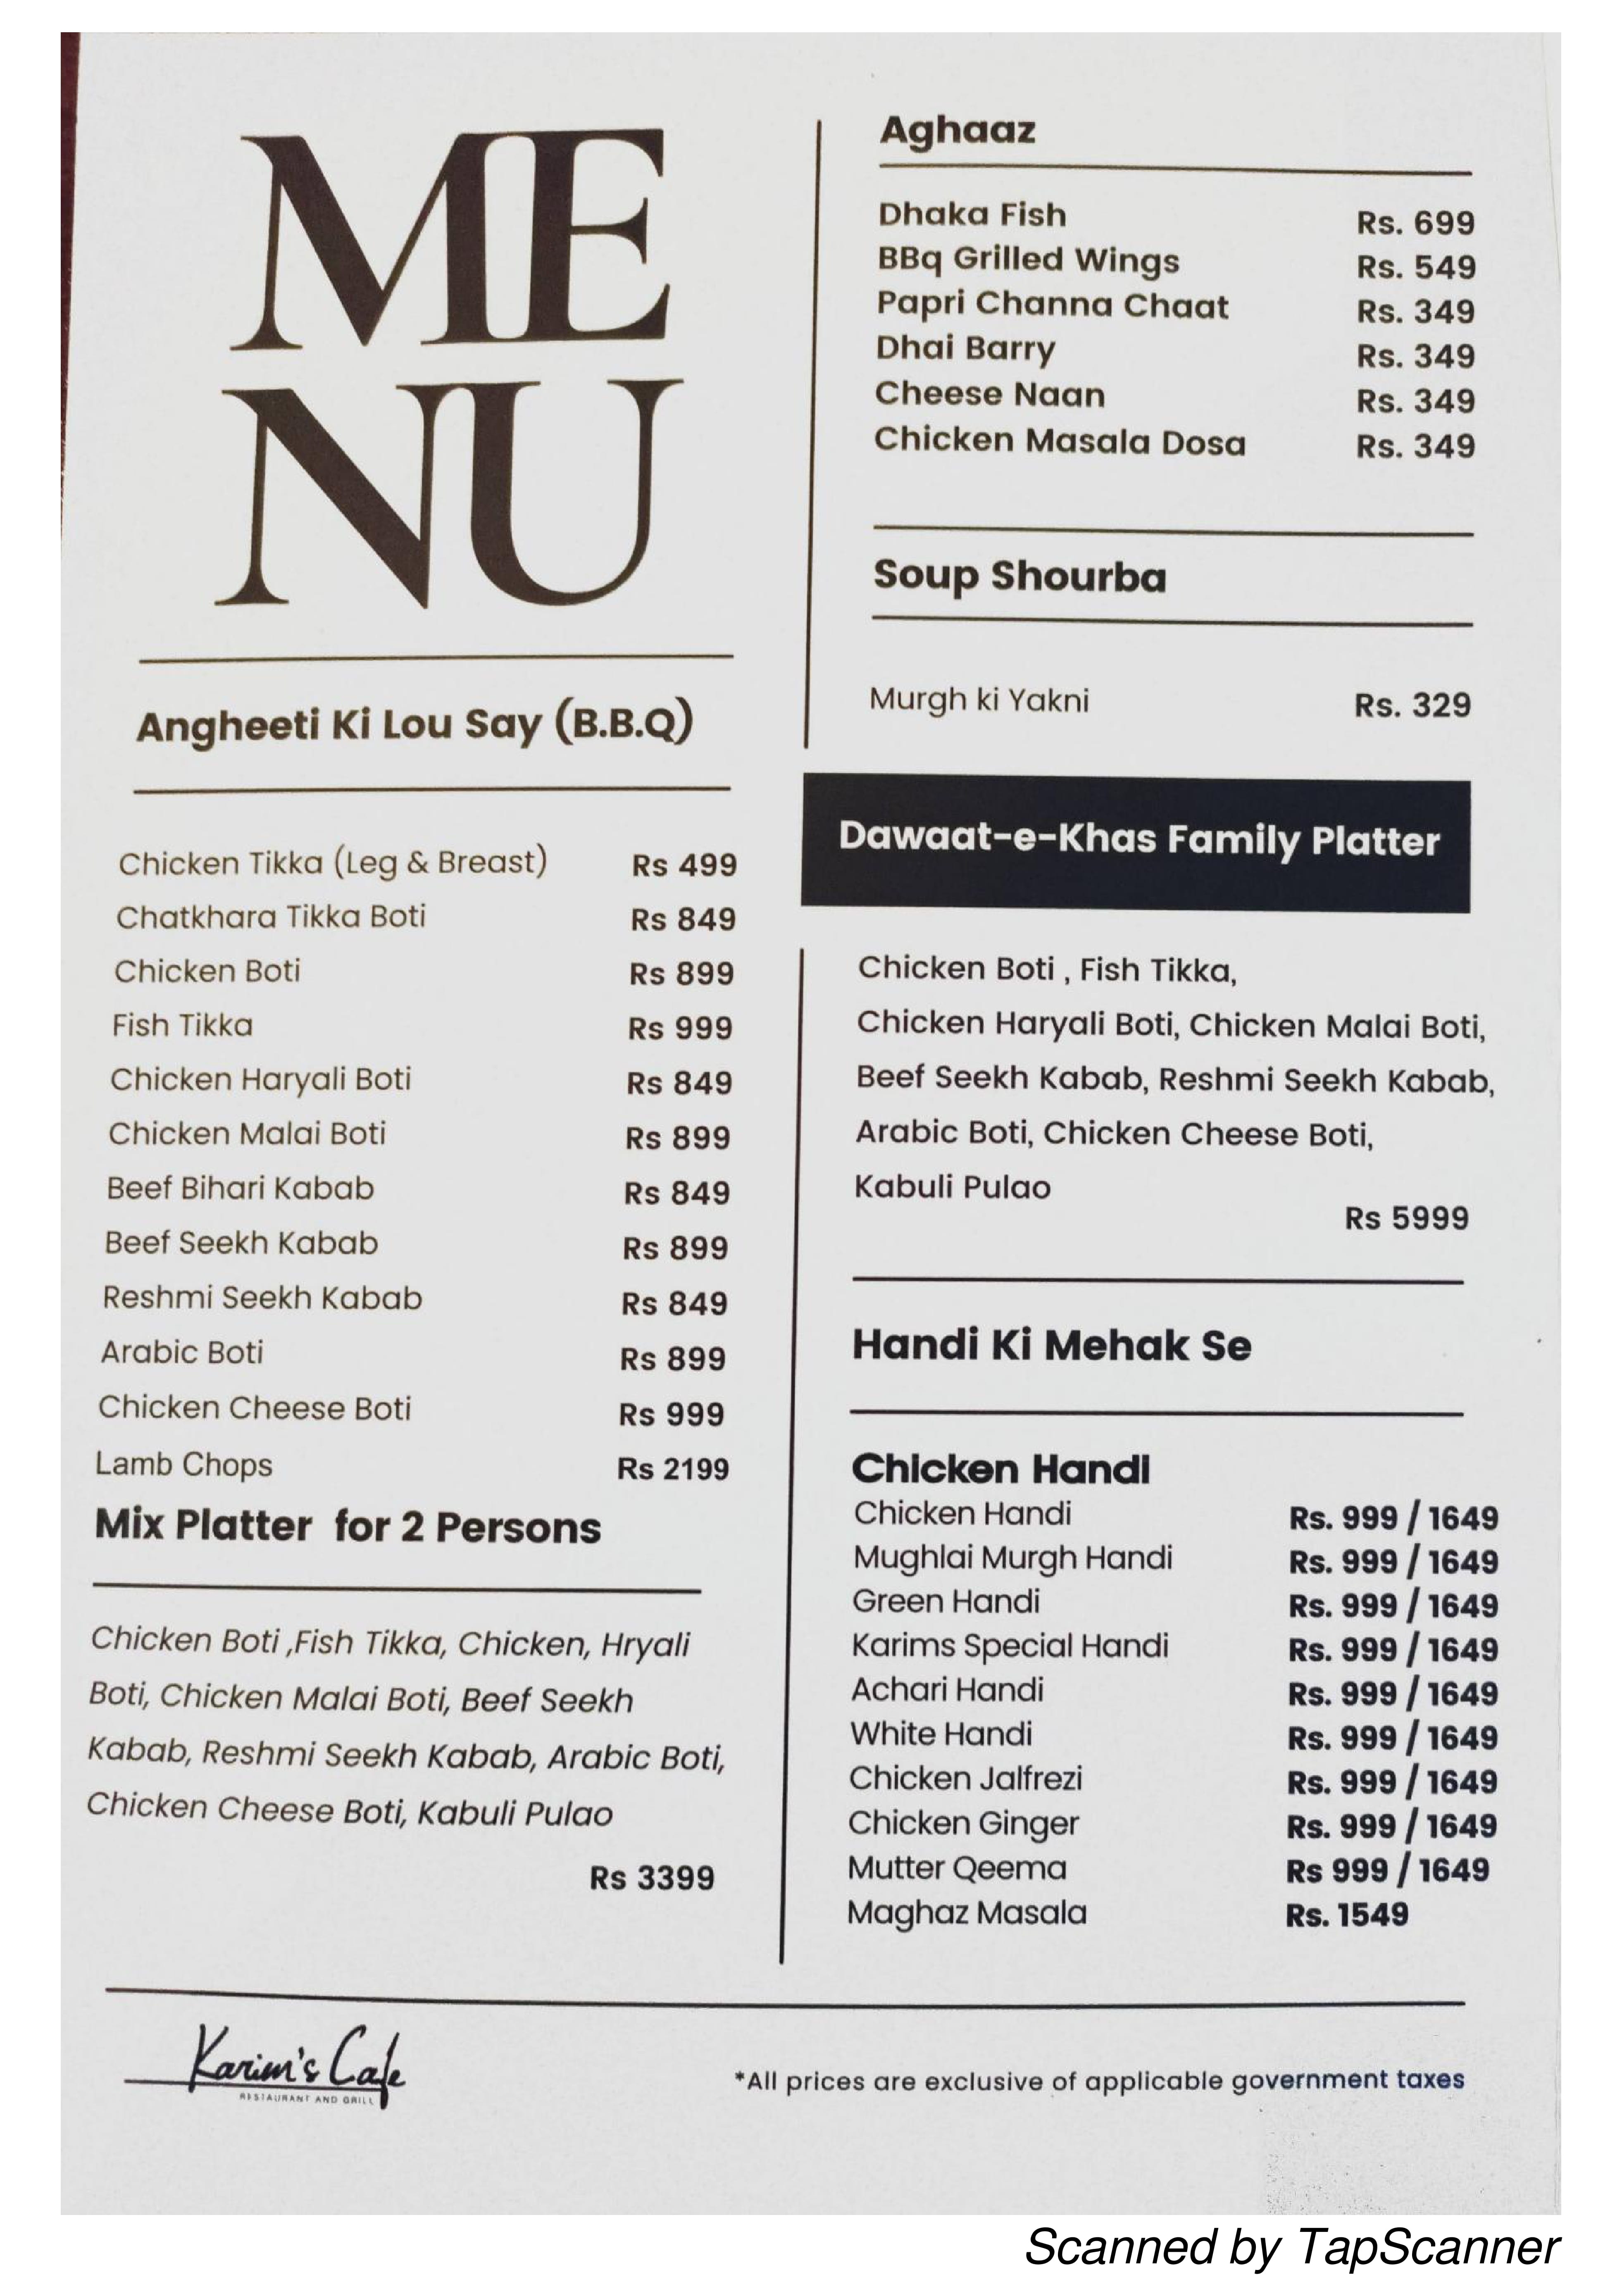 ME
NU
Angheeti Ki Lou Say (B.B.Q)
Chicken Tikka (Leg & Breast) Rs 499
Chatkhara Tikka Boti Rs 849
Chicken Boti Rs 899
Fish Tikka Rs 999
Chicken Haryali Boti Rs 849
Chicken Malai Boti Rs 899
Beef Bihari Kabab Rs 849
Beef Seekh Kabab Rs 899
Reshmi Seekh Kabab Rs 849
Arabic Boti Rs 899
Chicken Cheese Boti Rs 999
Lamb Chops Rs 2199
Mix Platter for 2 Persons
Chicken Boti ,Fish Tikka, Chicken, Hryali
Boti, Chicken Malai Boti, Beef Seekh
Kabab, Reshmi Seekh Kabab, Arabic Boti,
Chicken Cheese Boti, Kabuli Pulao
Rs 3399
Aghaaz
Dhaka Fish Rs. 699
BBq Grilled Wings Rs. 549
Papri Channa Chaat Rs. 349
Dhai Barry Rs. 349
Cheese Naan Rs. 349
Chicken Masala Dosa Rs. 349
Soup Shourba
Murgh ki Yakni Rs. 329
Dawaat-e-Khas Family Platter
Chicken Boti , Fish Tikka,
Chicken Haryali Boti, Chicken Malai Boti,
Beef Seekh Kabab, Reshmi Seekh Kabab,
Arabic Boti, Chicken Cheese Boti,
Kabuli Pulao
Rs 5999
Handi Ki Mehak Se
Chicken Handi
Chicken Handi Rs. 999 / 1649
Mughlai Murgh Handi Rs. 999 / 1649
Green Handi Rs. 999 / 1649
Karims Special Handi Rs. 999 / 1649
Achari Handi Rs. 999 / 1649
White Handi Rs. 999 / 1649
Chicken Jalfrezi Rs. 999 / 1649
Chicken Ginger Rs. 999 / 1649
Mutter Qeema Rs 999 / 1649
Maghaz Masala Rs. 1549
Karim's Cafe
RESTAURANT AND GRILL
*All prices are exclusive of applicable government taxes
Scanned by TapScanner